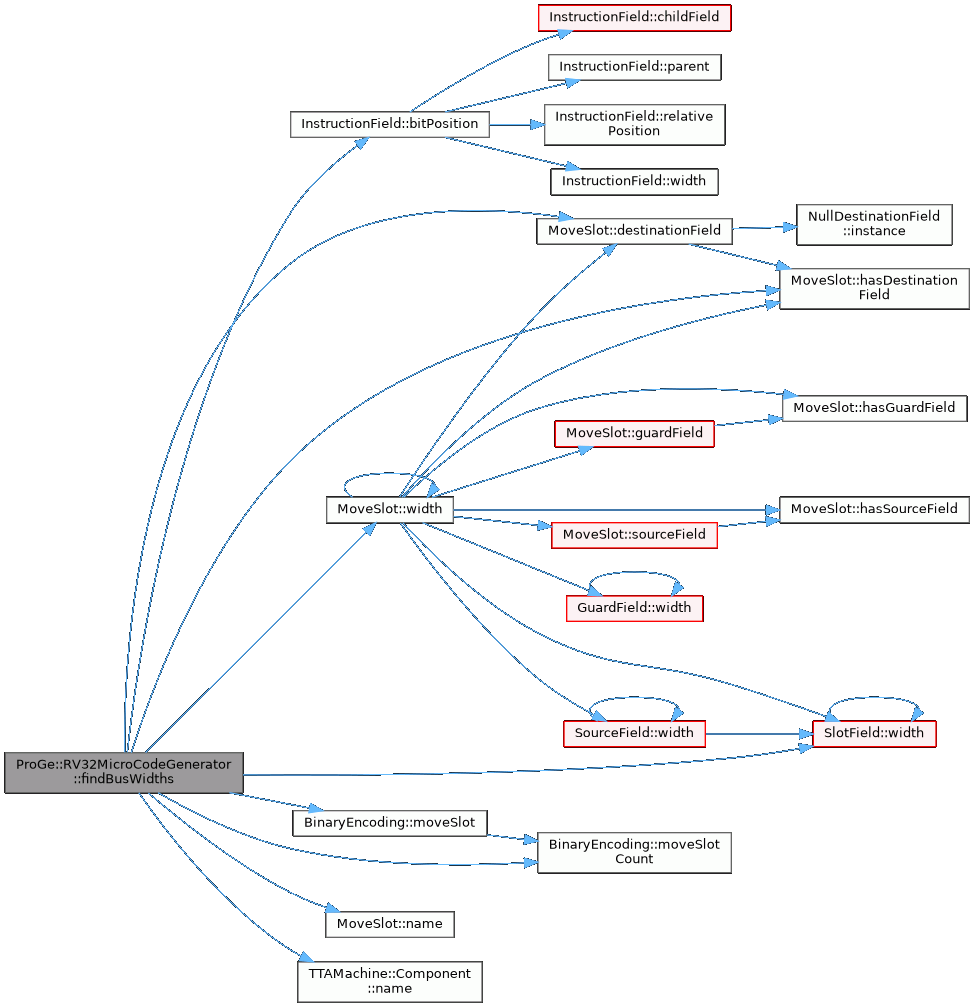 InstructionField::childField
InstructionField::parent
InstructionField::bitPosition
InstructionField::relative
Position
InstructionField::width
NullDestinationField
::instance
MoveSlot::destinationField
MoveSlot::hasDestination
Field
MoveSlot::hasGuardField
MoveSlot::guardField
MoveSlot::width
MoveSlot::hasSourceField
MoveSlot::sourceField
GuardField::width
SourceField::width
SlotField::width
ProGe::RV32MicroCodeGenerator
::findBusWidths
BinaryEncoding::moveSlot
BinaryEncoding::moveSlot
Count
MoveSlot::name
TTAMachine::Component
::name